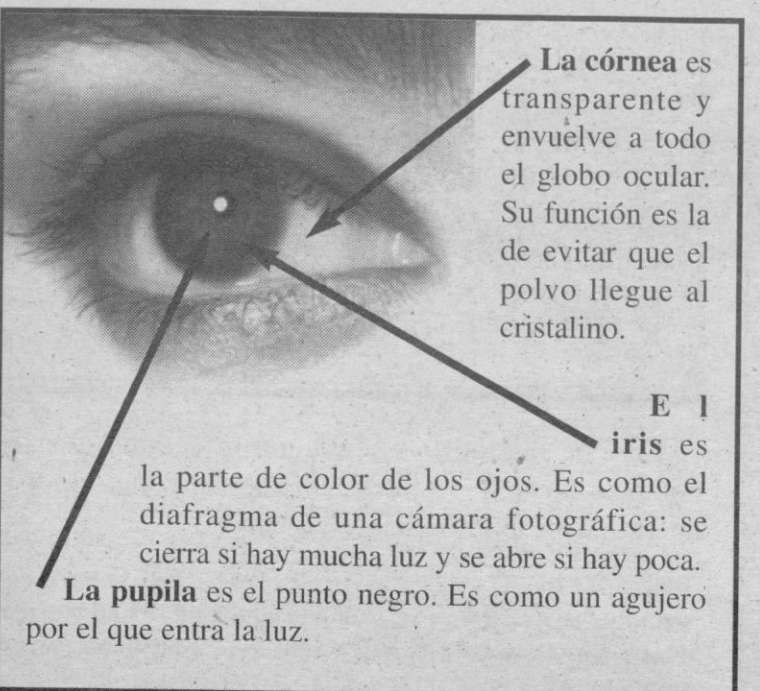 La córnea es
transparente y
envuelve a todo
el globo ocular.
Su función es la
de evitar que el
polvo llegue al
cristalino.
E l
iris es
la parte de color de los ojos. Es como el
diafragma de una cámara fotográfica: se
cierra si hay mucha luz y se abre si hay poca.
La pupila es el punto negro. Es como un agujero
por el que entra la luz.